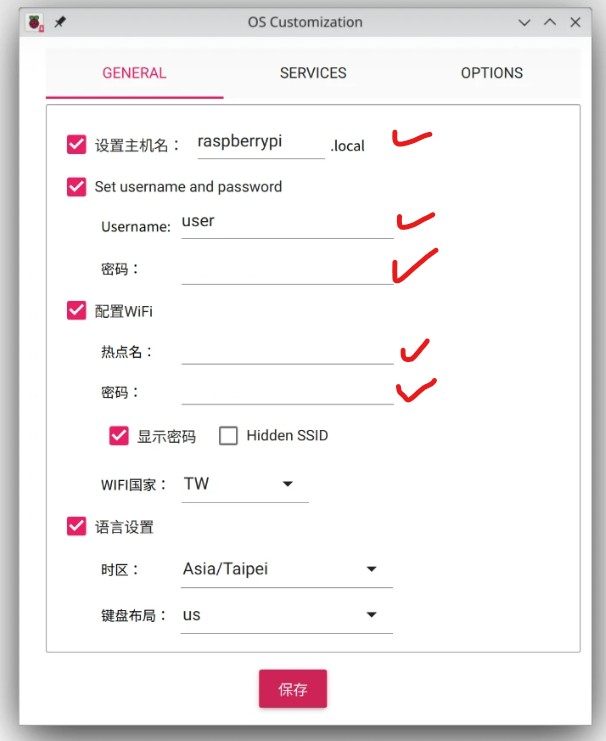 OS Customization
GENERAL SERVICES OPTIONS
设置主机名： raspberrypi .local
Set username and password
Username: user
密码：
配置WiFi
热点名：
密码：
显示密码 Hidden SSID
WIFI国家： TW
语言设置
时区： Asia/Taipei
键盘布局： us
保存